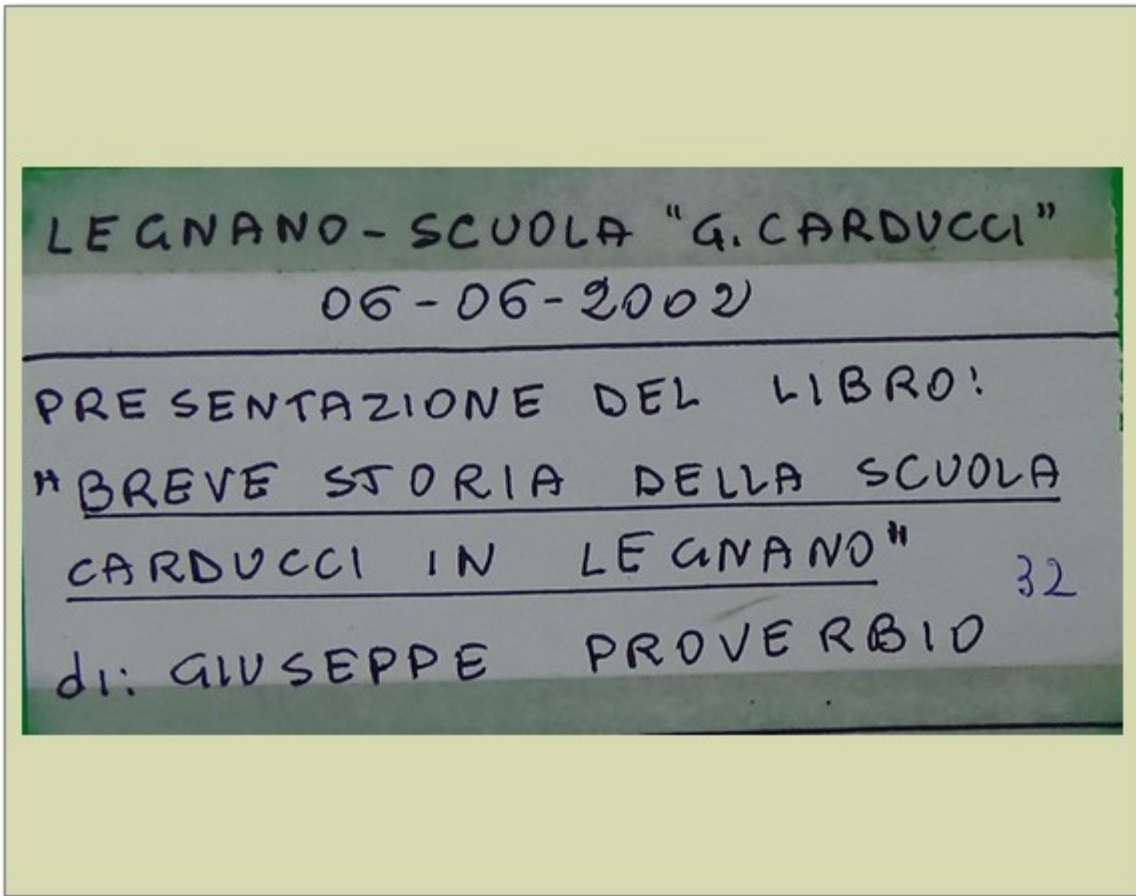 LEGNANO - SCUOLA "G. CARDUCCI"
06-06-2002
PRESENTAZIONE DEL LIBRO:
"BREVE STORIA DELLA SCUOLA
CARDUCCI IN LEGNANO"
32
di: GIUSEPPE PROVERBIO